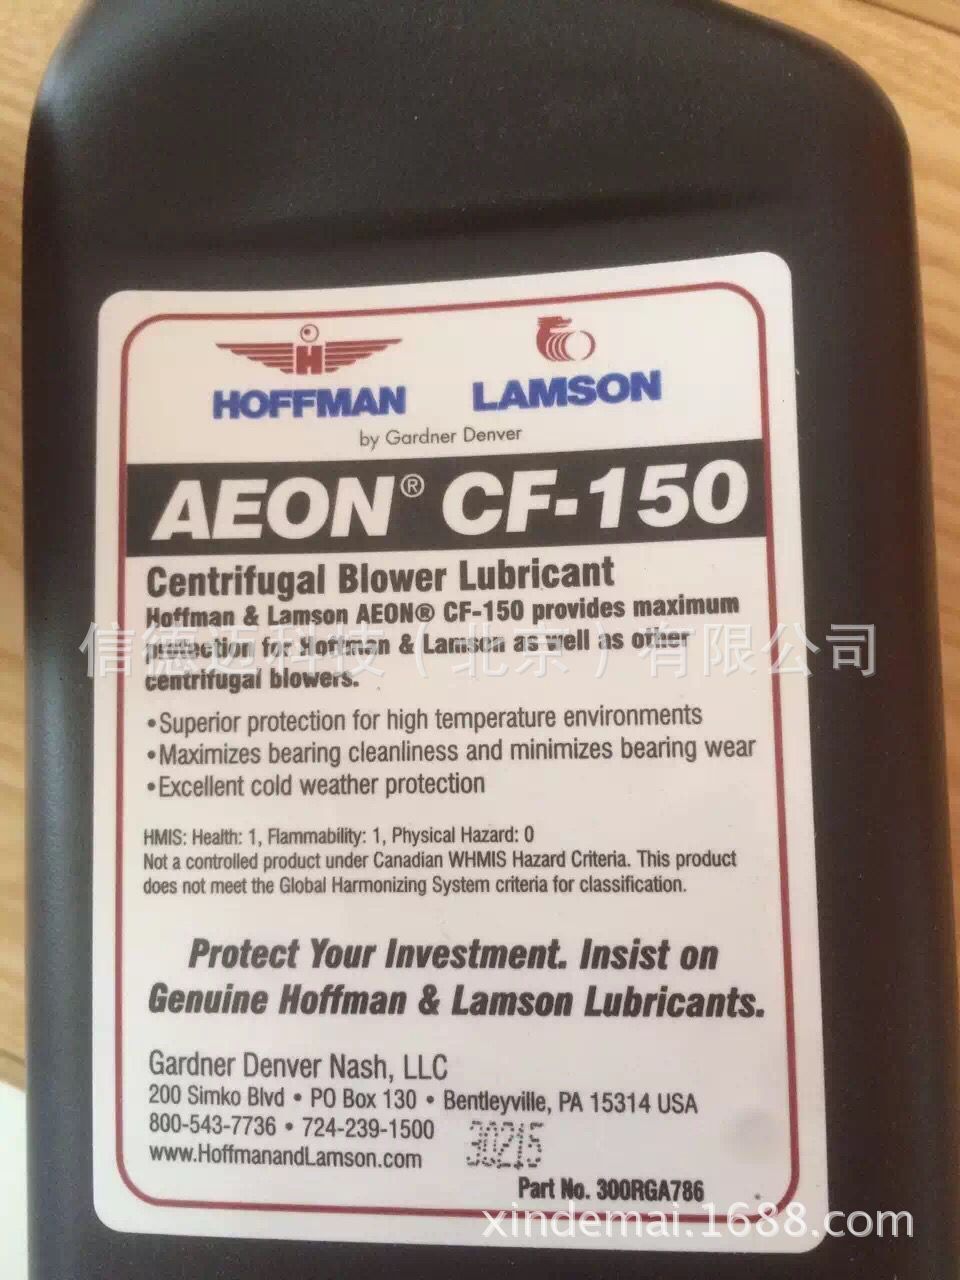 H
HOFFMAN
LAMSON
by Gardner Denver
AEON® CF-150
Centrifugal Blower Lubricant
Hoffman & Lamson AEON® CF-150 provides maximum
protection for Hoffman & Lamson as well as other
centrifugal blowers.
信德迈科技（北京）有限公司
•Superior protection for high temperature environments
•Maximizes bearing cleanliness and minimizes bearing wear
•Excellent cold weather protection
HMIS: Health: 1, Flammability: 1, Physical Hazard: 0
Not a controlled product under Canadian WHMIS Hazard Criteria. This product
does not meet the Global Harmonizing System criteria for classification.
Protect Your Investment. Insist on
Genuine Hoffman & Lamson Lubricants.
Gardner Denver Nash, LLC
200 Simko Blvd • PO Box 130 • Bentleyville, PA 15314 USA
800-543-7736 • 724-239-1500
30215
www.HoffmanandLamson.com
Part No. 300RGA786
xindemai.1688.com